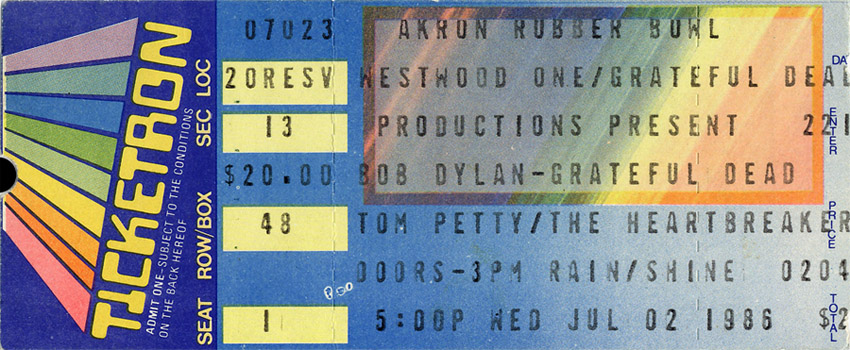 TICKETRON
ADMIT ONE-SUBJECT TO THE CONDITIONS
ON THE BACK HEREOF
LOC
SEC
ROW/BOX
SEAT
07023 AKRON RUBBER BOWL
20RESV WESTWOOD ONE/GRATEFUL DEAD
13 PRODUCTIONS PRESENT 221
$20.00 BOB DYLAN-GRATEFUL DEAD
48 TOM PETTY/THE HEARTBREAKER
DOORS-3PM RAIN/SHINE 0204
1 5:00P WED JUL 02 1986 $2
DA
ENTER
PRICE
TOTAL